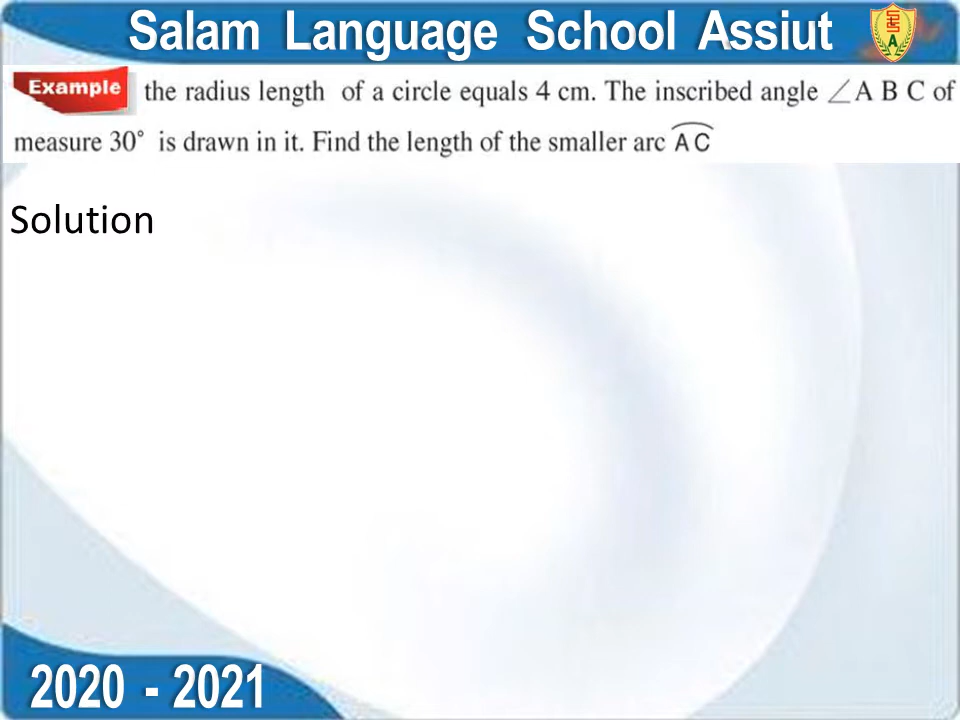 Salam Language School Assiut
Example the radius length of a circle equals 4 cm. The inscribed angle ∠A B C of
measure 30° is drawn in it. Find the length of the smaller arc A͡C
Solution
2020 - 2021